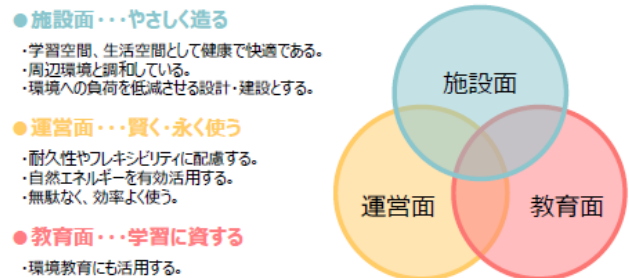 ●施設面・・・やさしく造る
・学習空間、生活空間として健康で快適である。
・周辺環境と調和している。
・環境への負荷を低減させる設計・建設とする。
●運営面・・・賢く・永く使う
・耐久性やフレキシビリティに配慮する。
・自然エネルギーを有効活用する。
・無駄なく、効率よく使う。
●教育面・・・学習に資する
・環境教育にも活用する。
施設面
運営面
教育面